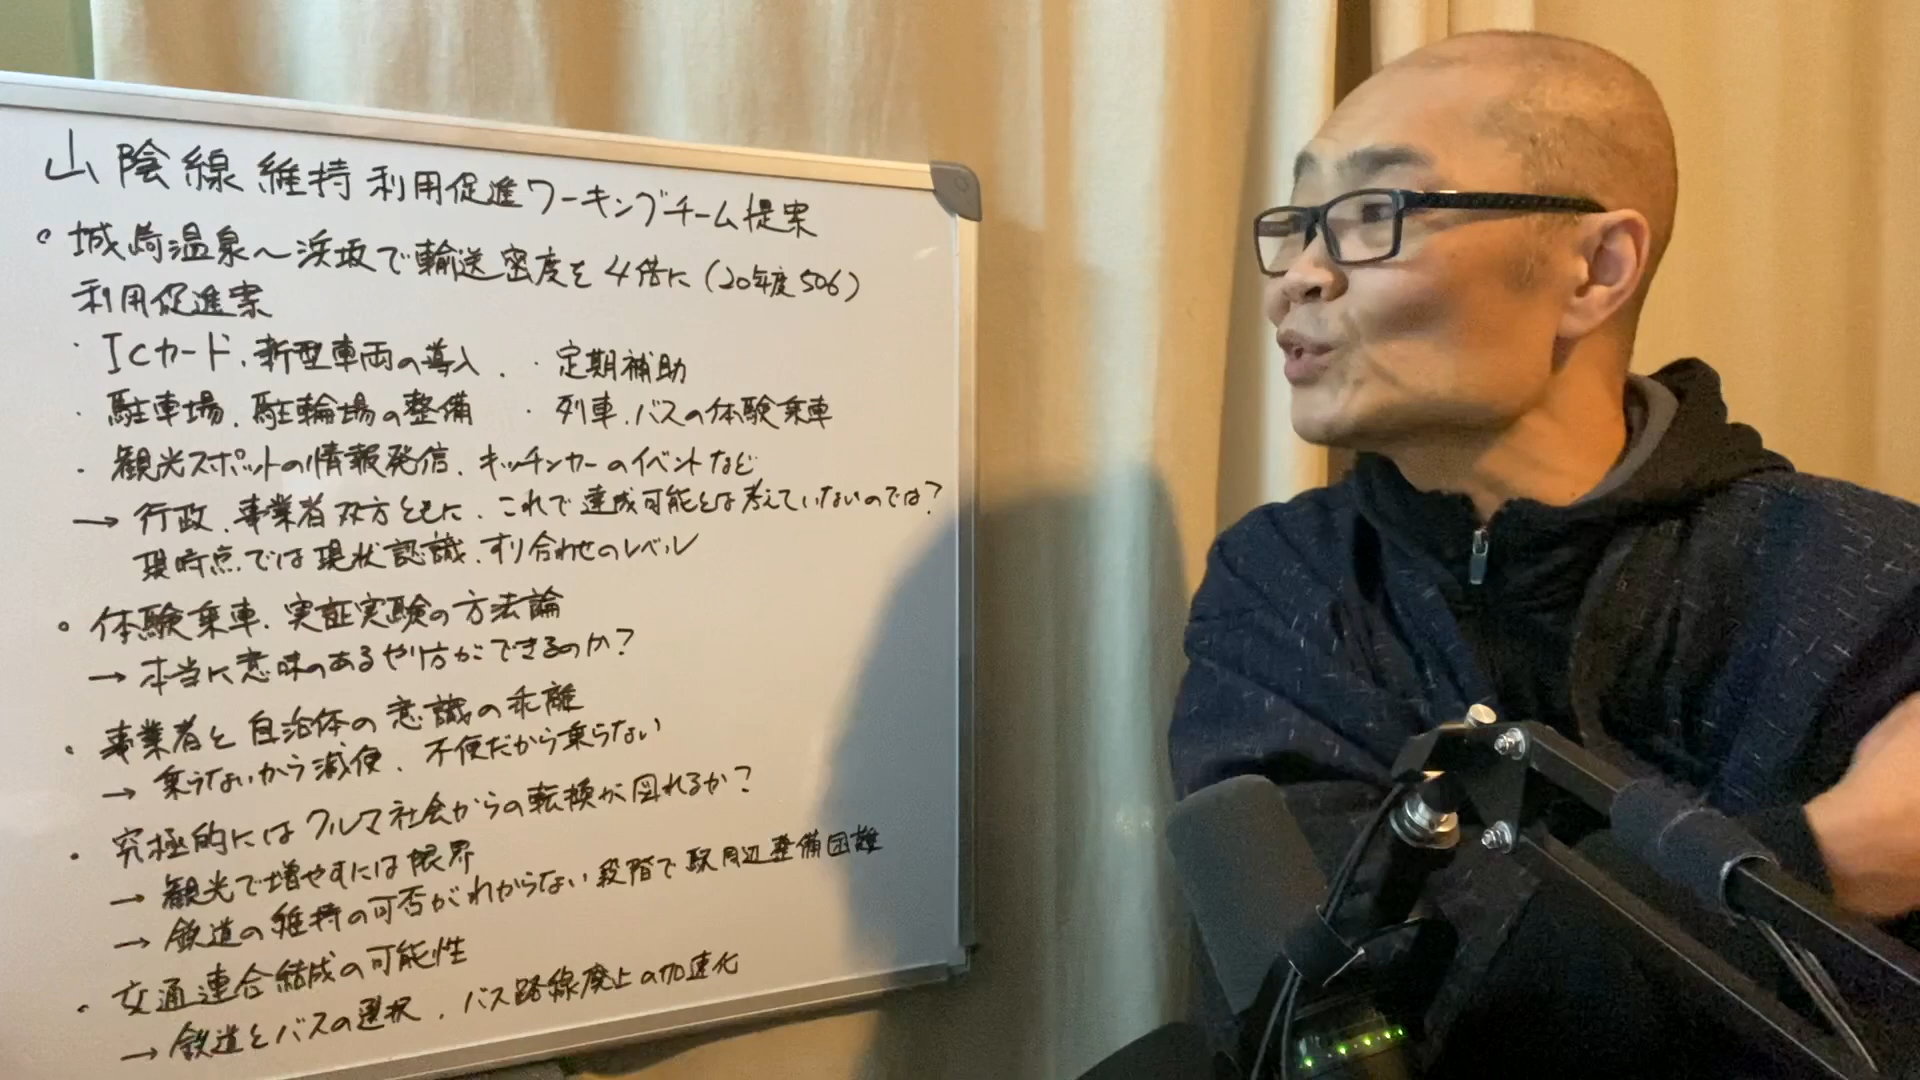 山陰線維持利用促進ワーキングチーム提案
○ 城崎温泉〜浜坂で輸送密度を4倍に(20年度506)
利用促進案
・ICカード、新型車両の導入、 ・定期補助
・駐車場、駐輪場の整備 ・列車、バスの体験乗車
・観光スポットの情報発信、キッチンカーのイベントなど
→ 行政、事業者双方ともに、これで達成可能とは考えていないのでは?
現時点では現状認識、すり合わせのレベル
○ 体験乗車、実証実験の方法論
→ 本当に意味のあるやり方ができるのか?
・事業者と自治体の意識の乖離
→ 乗らないから減便、不便だから乗らない
・究極的にはクルマ社会からの転換が図れるか?
→ 観光で増やすには限界
→ 鉄道の維持の可否がわからない段階で駅周辺整備困難
・交通連合結成の可能性
→ 鉄道とバスの選択、バス路線廃止の加速化